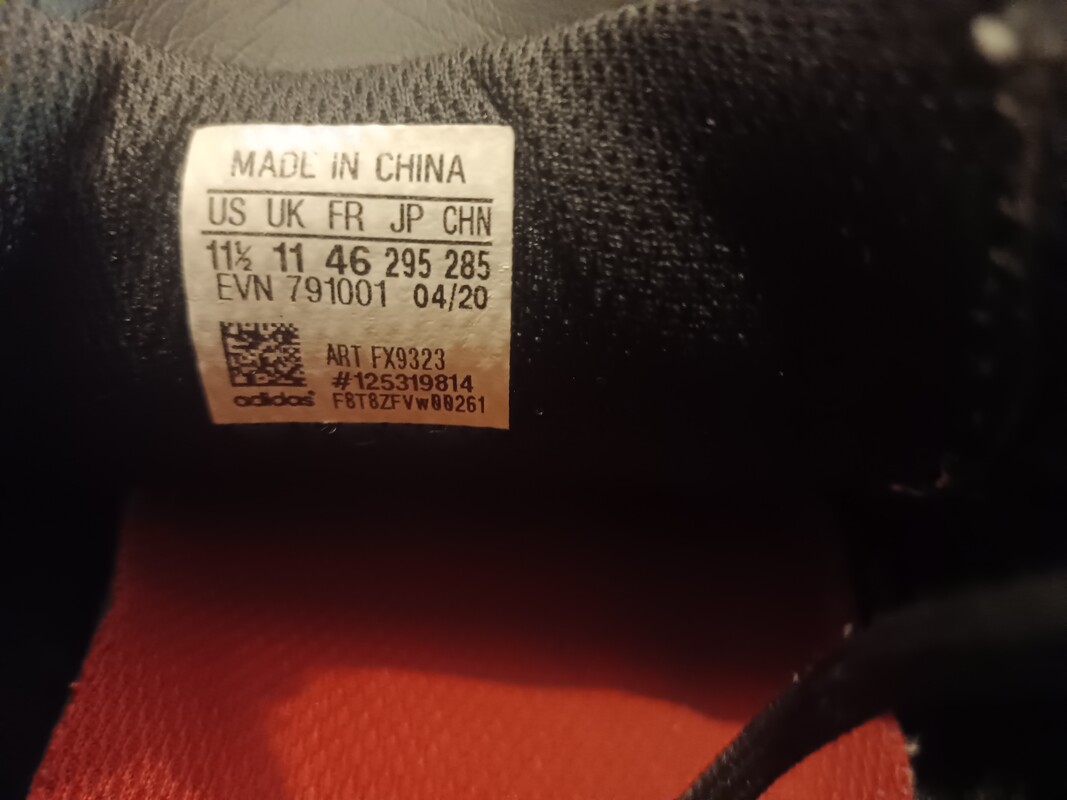 MADE IN CHINA
US UK FR JP CHN
11½ 11 46 295 285
EVN 791001 04/20
ART FX9323
#125319814
adidas F8T8ZFVw00261